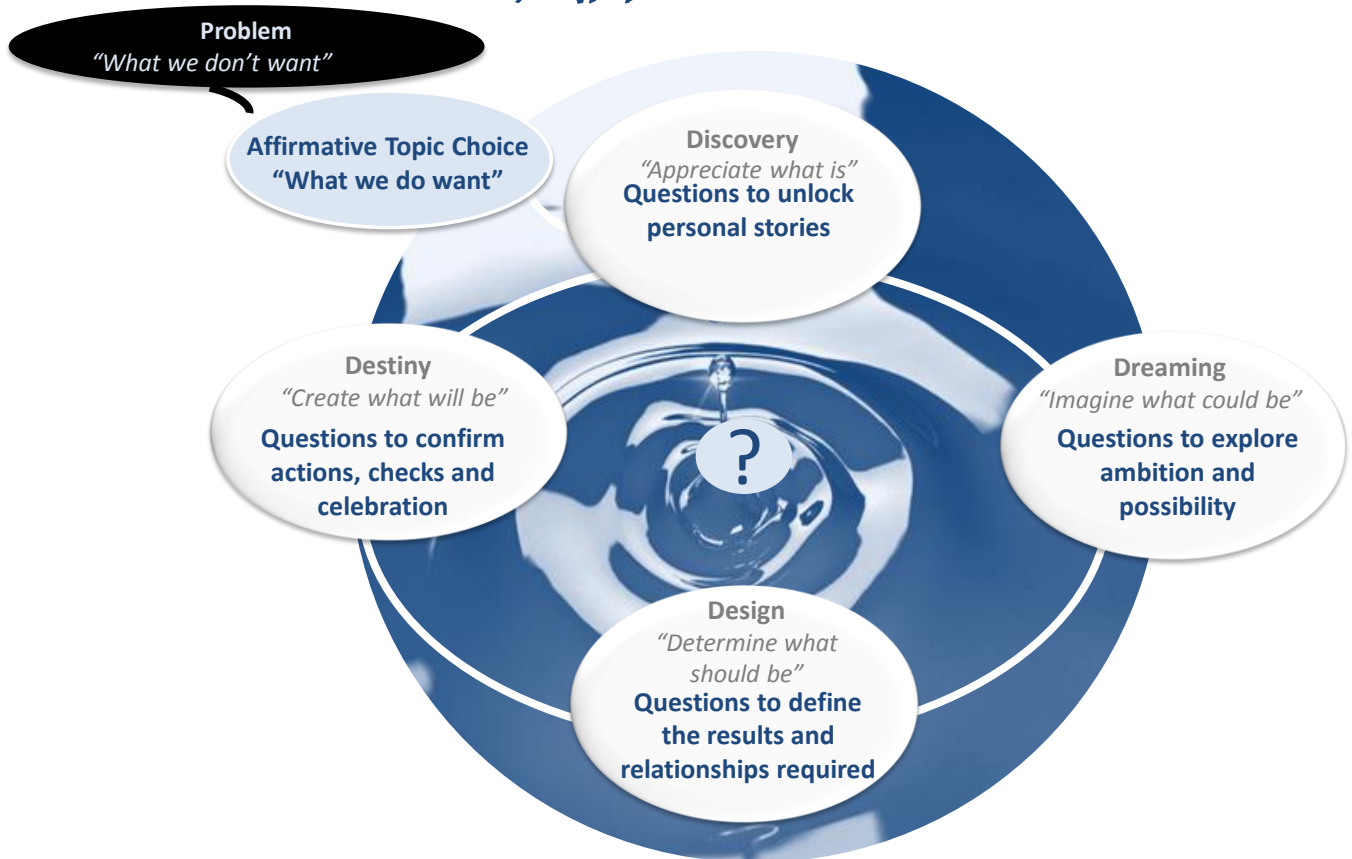 Problem
“What we don’t want”
Affirmative Topic Choice
“What we do want”
Discovery
“Appreciate what is”
Questions to unlock
personal stories
Dreaming
“Imagine what could be”
Questions to explore
ambition and
possibility
Design
“Determine what
should be”
Questions to define
the results and
relationships required
Destiny
“Create what will be”
Questions to confirm
actions, checks and
celebration
?